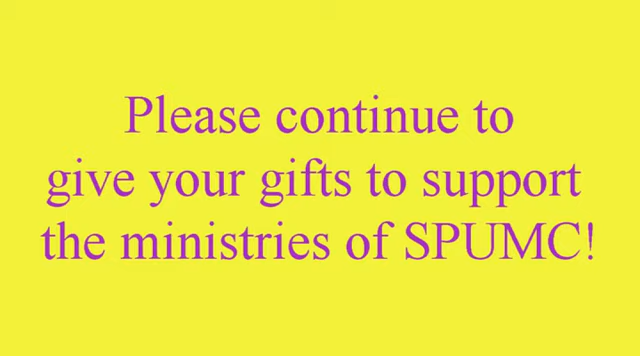 Please continue to
give your gifts to support
the ministries of SPUMC!